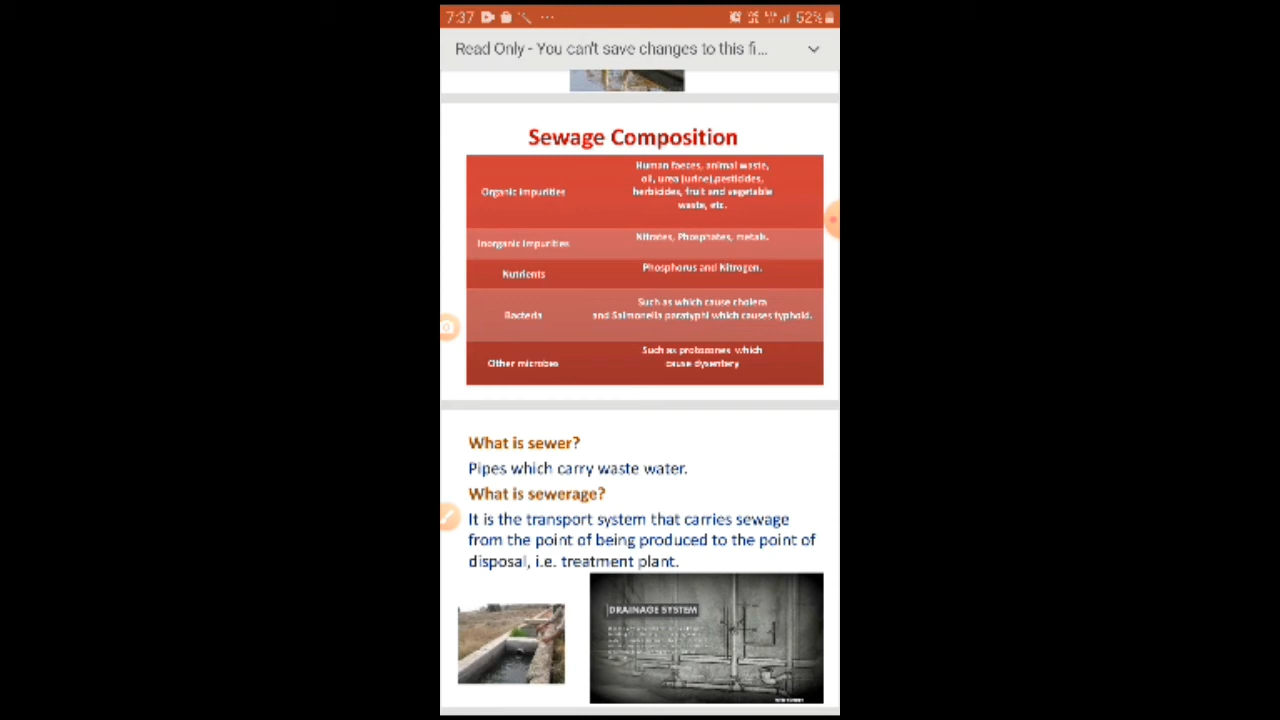 7:37
52%
Read Only - You can't save changes to this fi...
Sewage Composition
Organic impurities
Human faeces, animal waste,
oil, urea (urine),pesticides,
herbicides, fruit and vegetable
waste, etc.
Inorganic impurities
Nitrates, Phosphates, metals.
Nutrients
Phosphorus and Nitrogen.
Bacteria
Such as which cause cholera
and Salmonella paratyphi which causes typhoid.
Other microbes
Such as protozoans which
cause dysentery
What is sewer?
Pipes which carry waste water.
What is sewerage?
It is the transport system that carries sewage
from the point of being produced to the point of
disposal, i.e. treatment plant.
DRAINAGE SYSTEM